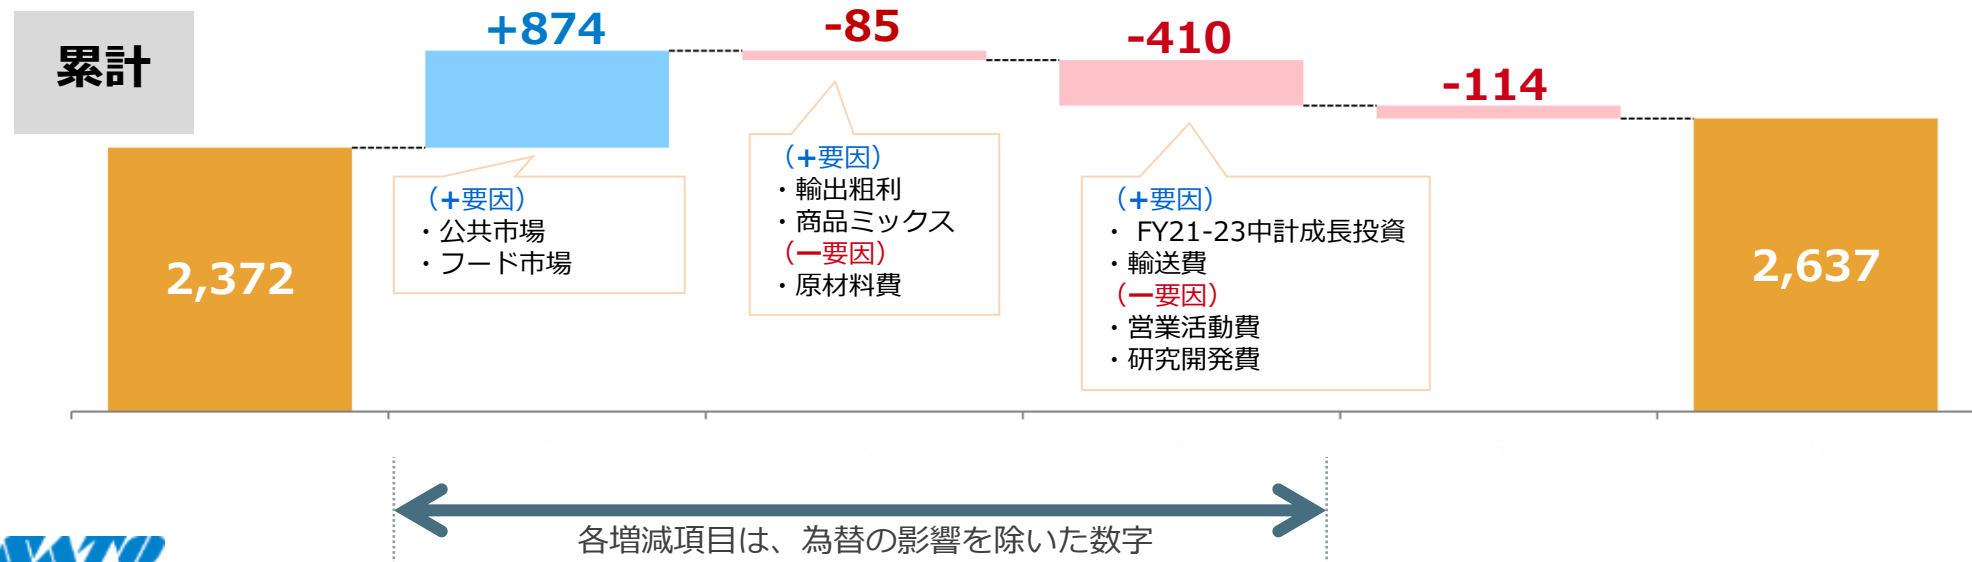 累計
+874
-85
-410
-114
2,372
(+要因)
・公共市場
・フード市場
(+要因)
・輸出粗利
・商品ミックス
(ー要因)
・原材料費
(+要因)
・ FY21-23中計成長投資
・輸送費
(ー要因)
・営業活動費
・研究開発費
2,637
各増減項目は、為替の影響を除いた数字